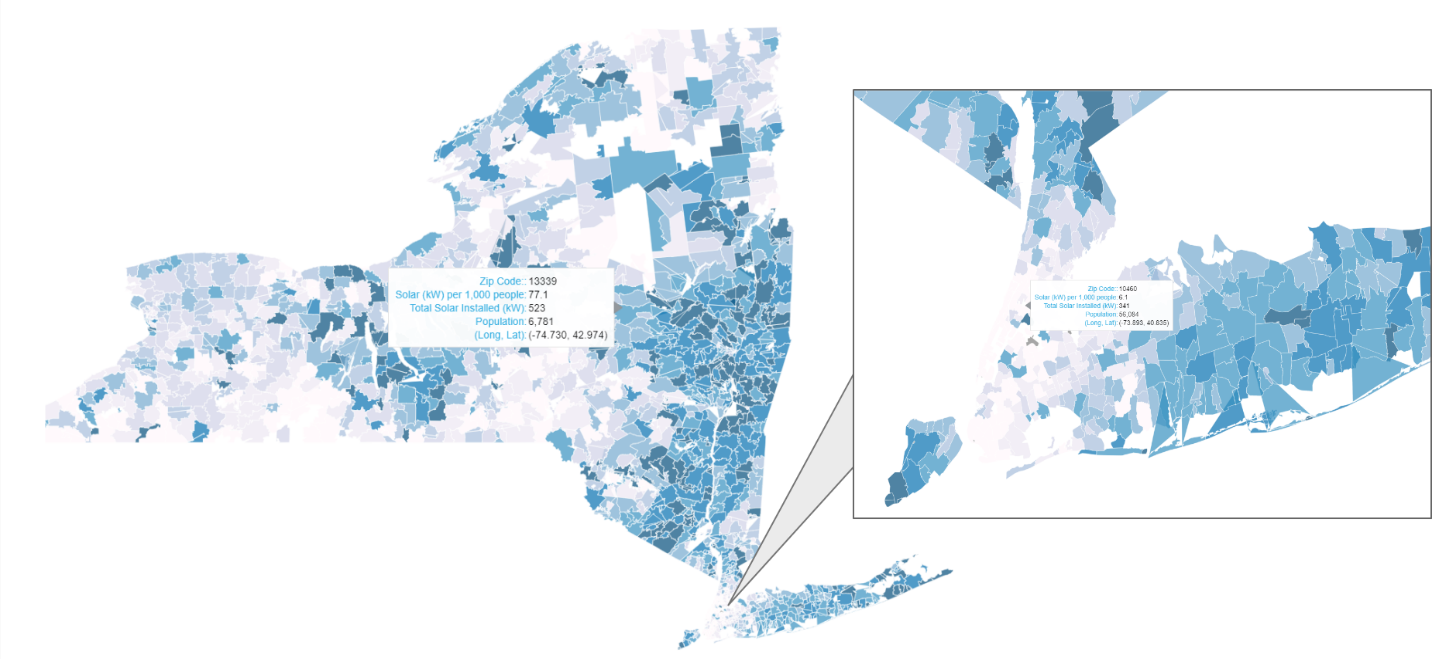 Zip Code:: 13339
Solar (kW) per 1,000 people: 77.1
Total Solar Installed (kW): 523
Population: 6,781
(Long, Lat): (-74.730, 42.974)
Zip Code:: 10460
Solar (kW) per 1,000 people: 6.1
Total Solar Installed (kW): 341
Population: 56,084
(Long, Lat): (-73.893, 40.835)